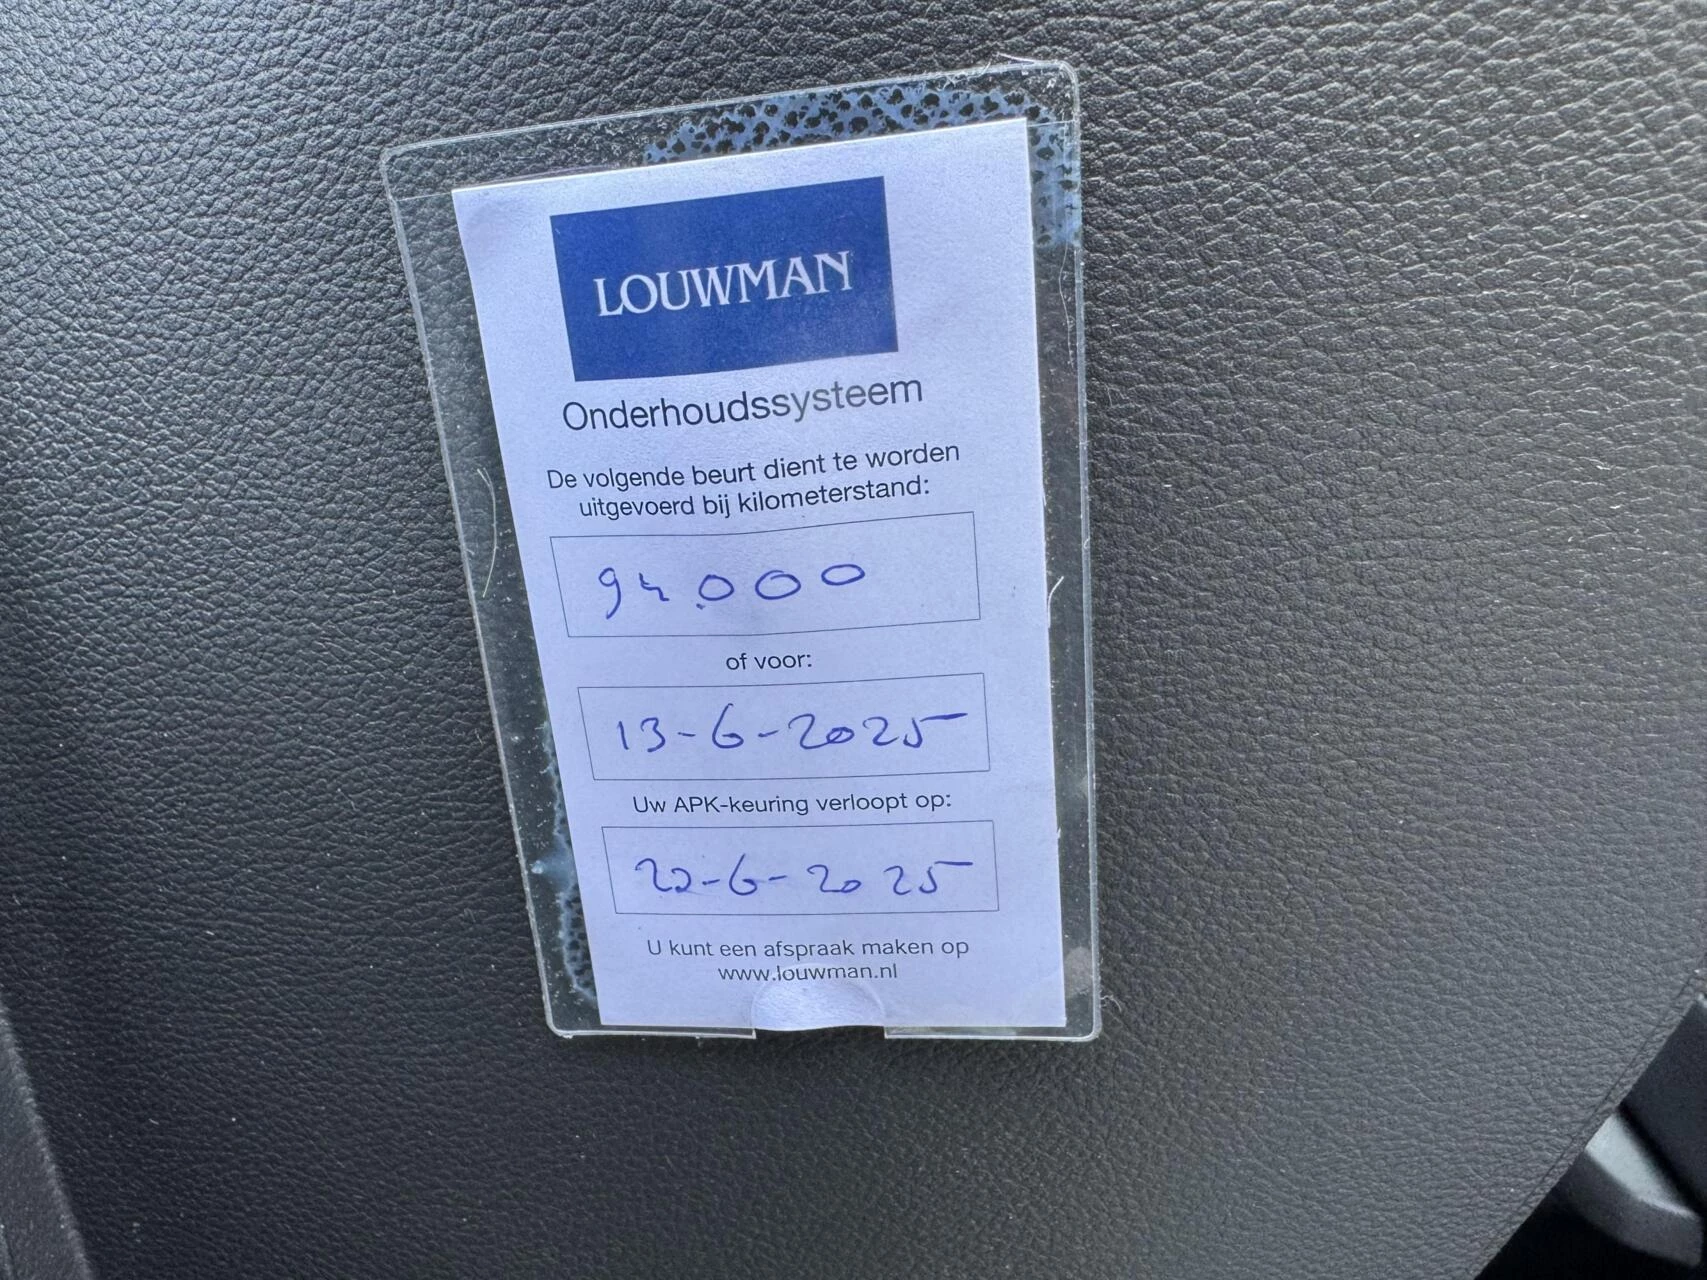 LOUWMAN
Onderhoudssysteem
De volgende beurt dient te worden
uitgevoerd bij kilometerstand:
94.000
of voor:
13-6-2025
Uw APK-keuring verloopt op:
22-6-2025
U kunt een afspraak maken op
www.louwman.nl